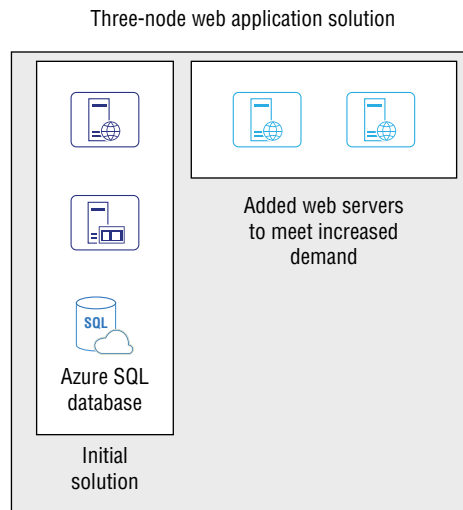 Three-node web application solution
Added web servers
to meet increased
demand
SQL
Azure SQL
database
Initial
solution